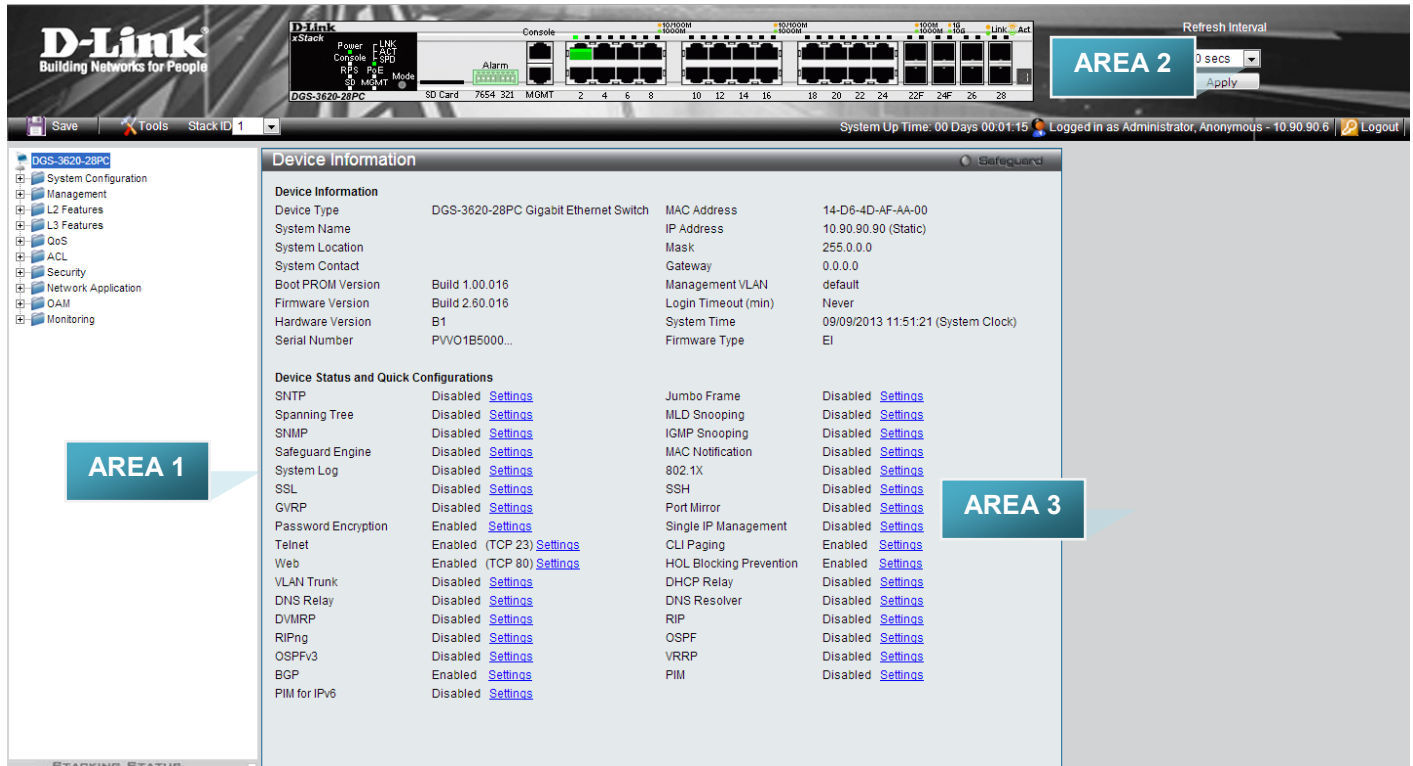 D-Link
Building Networks for People
D-Link
xStack
Power LNK
ACT
Console SPD
RPS PoE
SD MGMT Mode
DGS-3620-28PC
SD Card
Alarm
7654 321
Console
MGMT
10/100M
1000M
10/100M
1000M
100M 1G
1000M 10G
Link Act
2 4 6 8 10 12 14 16 18 20 22 24 22F 24F 26 28
Refresh Interval
0 secs
Apply
AREA 2
Save
Tools
Stack ID 1
System Up Time: 00 Days 00:01:15
Logged in as Administrator, Anonymous - 10.90.90.6
Logout
DGS-3620-28PC
System Configuration
Management
L2 Features
L3 Features
QoS
ACL
Security
Network Application
OAM
Monitoring
AREA 1
Device Information
Safeguard
Device Information
Device Type DGS-3620-28PC Gigabit Ethernet Switch MAC Address 14-D6-4D-AF-AA-00
System Name IP Address 10.90.90.90 (Static)
System Location Mask 255.0.0.0
System Contact Gateway 0.0.0.0
Boot PROM Version Build 1.00.016 Management VLAN default
Firmware Version Build 2.60.016 Login Timeout (min) Never
Hardware Version B1 System Time 09/09/2013 11:51:21 (System Clock)
Serial Number PVVO1B5000... Firmware Type EI
Device Status and Quick Configurations
SNTP Disabled Settings Jumbo Frame Disabled Settings
Spanning Tree Disabled Settings MLD Snooping Disabled Settings
SNMP Disabled Settings IGMP Snooping Disabled Settings
Safeguard Engine Disabled Settings MAC Notification Disabled Settings
System Log Disabled Settings 802.1X Disabled Settings
SSL Disabled Settings SSH Disabled Settings
GVRP Disabled Settings Port Mirror Disabled Settings
Password Encryption Enabled Settings Single IP Management Disabled Settings
Telnet Enabled (TCP 23) Settings CLI Paging Enabled Settings
Web Enabled (TCP 80) Settings HOL Blocking Prevention Enabled Settings
VLAN Trunk Disabled Settings DHCP Relay Disabled Settings
DNS Relay Disabled Settings DNS Resolver Disabled Settings
DVMRP Disabled Settings RIP Disabled Settings
RIPng Disabled Settings OSPF Disabled Settings
OSPFv3 Disabled Settings VRRP Disabled Settings
BGP Enabled Settings PIM Disabled Settings
PIM for IPv6 Disabled Settings
AREA 3
STACKING STATUS